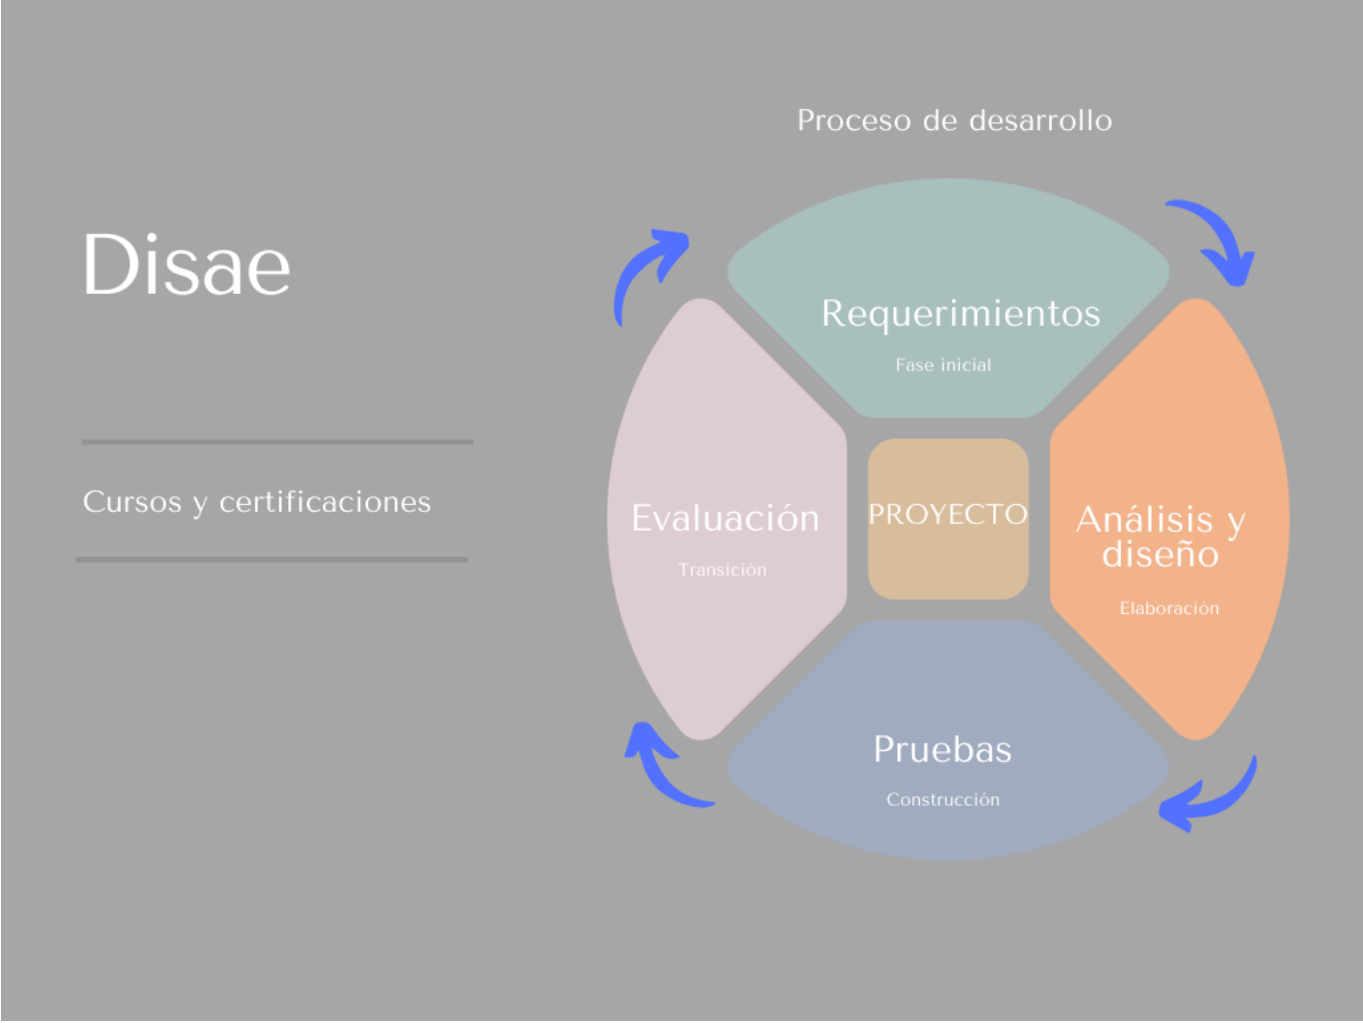 Disae
Cursos y certificaciones
Proceso de desarrollo
Requerimientos
Fase inicial
Análisis y
diseño
Elaboración
Pruebas
Construcción
Evaluación
Transición
PROYECTO